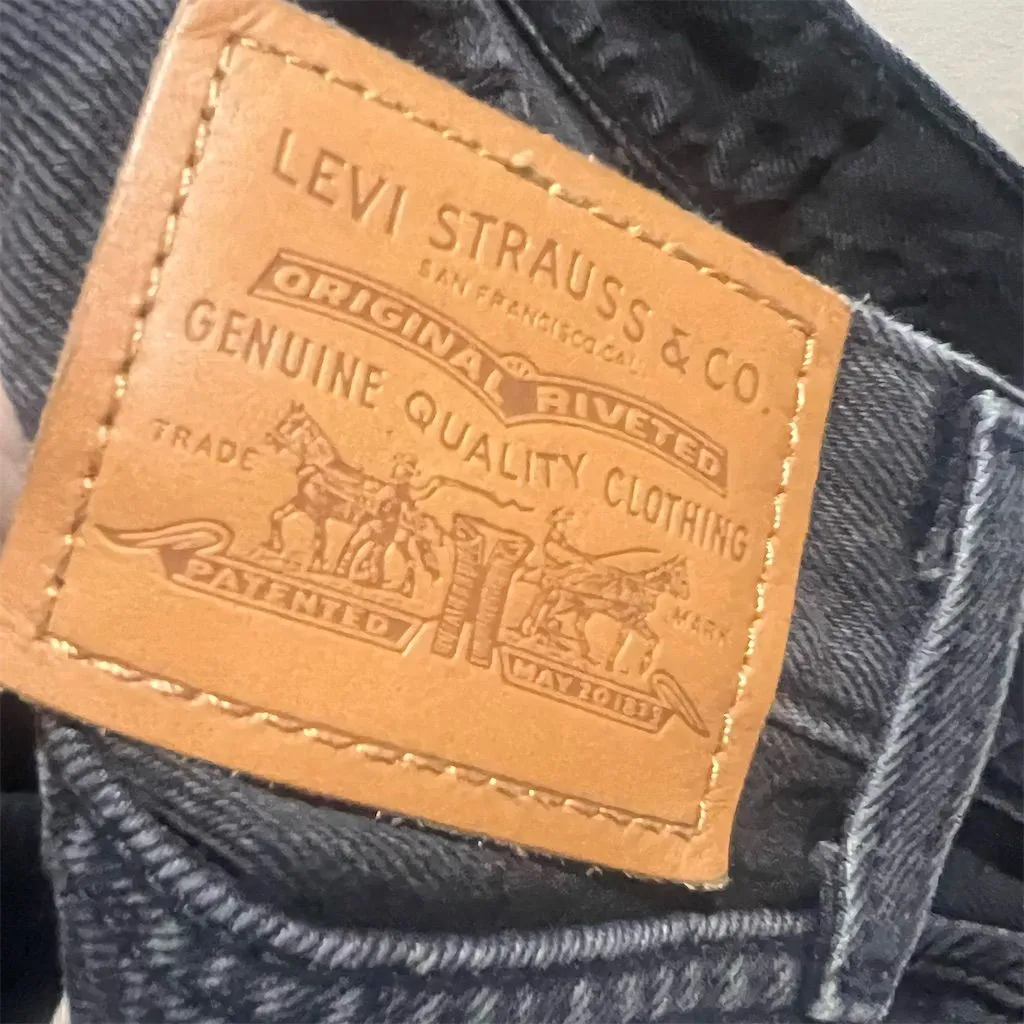 LEVI STRAUSS & CO.
SAN FRANCISCO, CAL.
ORIGINAL RIVETED
GENUINE QUALITY CLOTHING
TRADE MARK
PATENTED
MAY 20 1873